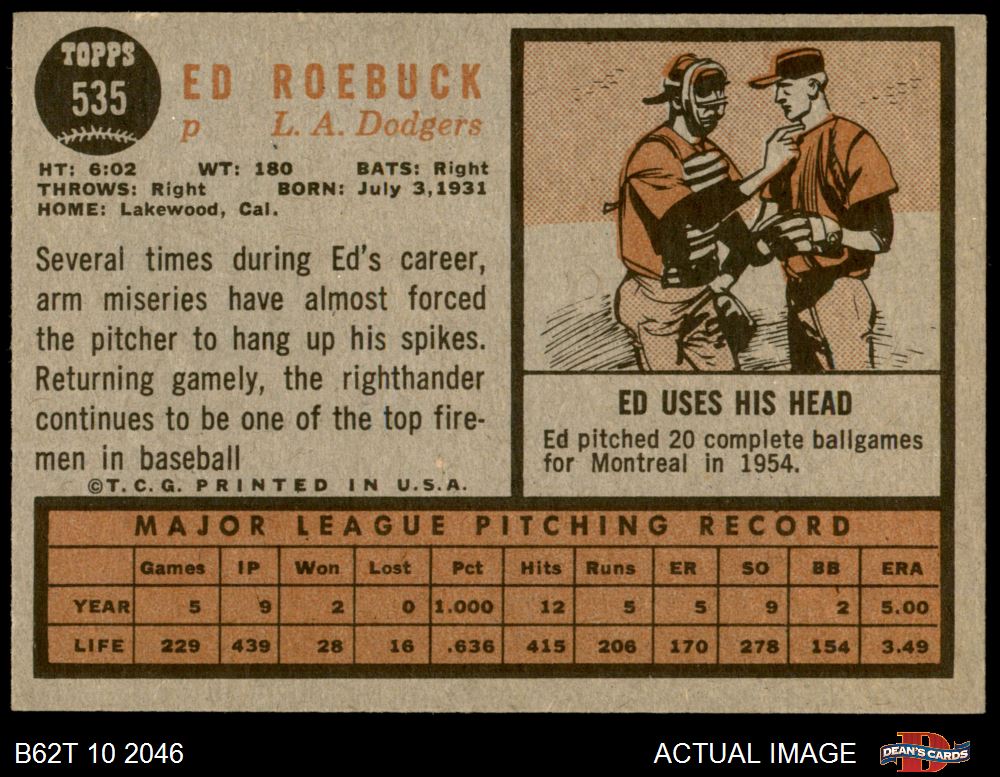 TOPPS
535
ED ROEBUCK
p L. A. Dodgers
HT: 6:02 WT: 180 BATS: Right
THROWS: Right BORN: July 3,1931
HOME: Lakewood, Cal.
Several times during Ed's career,
arm miseries have almost forced
the pitcher to hang up his spikes.
Returning gamely, the righthander
continues to be one of the top fire-
men in baseball
©T. C. G. PRINTED IN U.S.A.
ED USES HIS HEAD
Ed pitched 20 complete ballgames
for Montreal in 1954.
MAJOR LEAGUE PITCHING RECORD
Games IP Won Lost Pct Hits Runs ER SO BB ERA
YEAR 5 9 2 0 1.000 12 5 5 9 2 5.00
LIFE 229 439 28 16 .636 415 206 170 278 154 3.49
B62T 10 2046 ACTUAL IMAGE DEAN'S CARDS